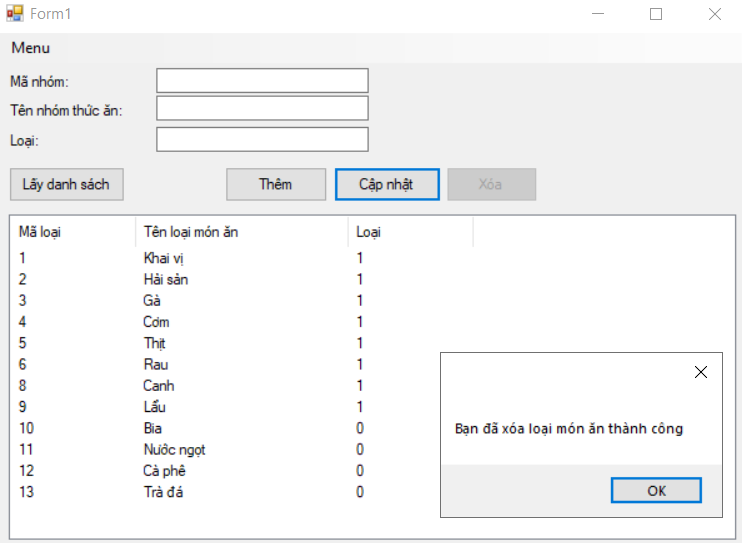 Form1
Menu
Mã nhóm:
Tên nhóm thức ăn:
Loại:
Lấy danh sách Thêm Cập nhật Xóa
Mã loại Tên loại món ăn Loại
1 Khai vị 1
2 Hải sản 1
3 Gà 1
4 Cơm 1
5 Thịt 1
6 Rau 1
8 Canh 1
9 Lẩu 1
10 Bia 0
11 Nước ngọt 0
12 Cà phê 0
13 Trà đá 0
Bạn đã xóa loại món ăn thành công
OK